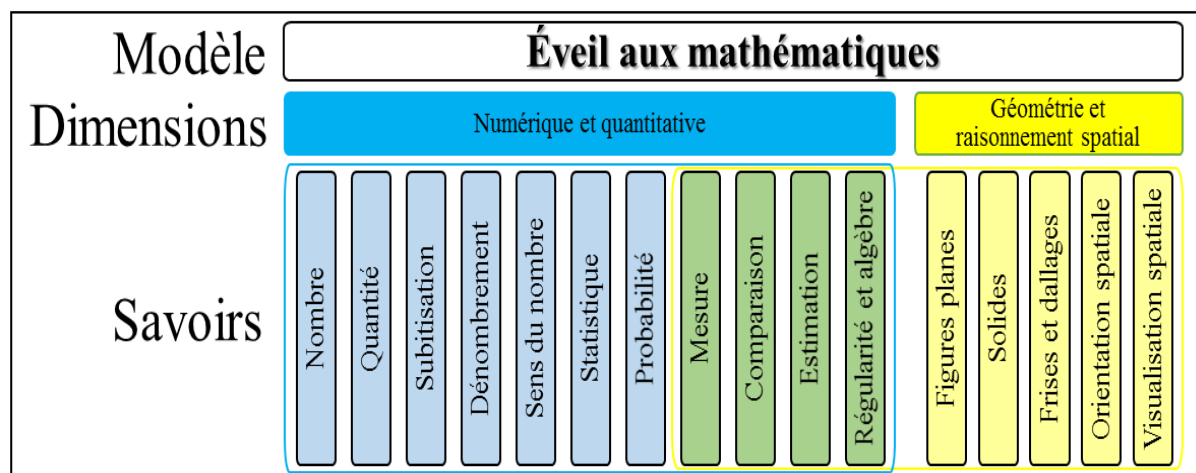 Modèle
Éveil aux mathématiques
Dimensions
Numérique et quantitative
Géométrie et
raisonnement spatial
Savoirs
Nombre
Quantité
Subitisation
Dénombrement
Sens du nombre
Statistique
Probabilité
Mesure
Comparaison
Estimation
Régularité et algèbre
Figures planes
Solides
Frises et dallages
Orientation spatiale
Visualisation spatiale